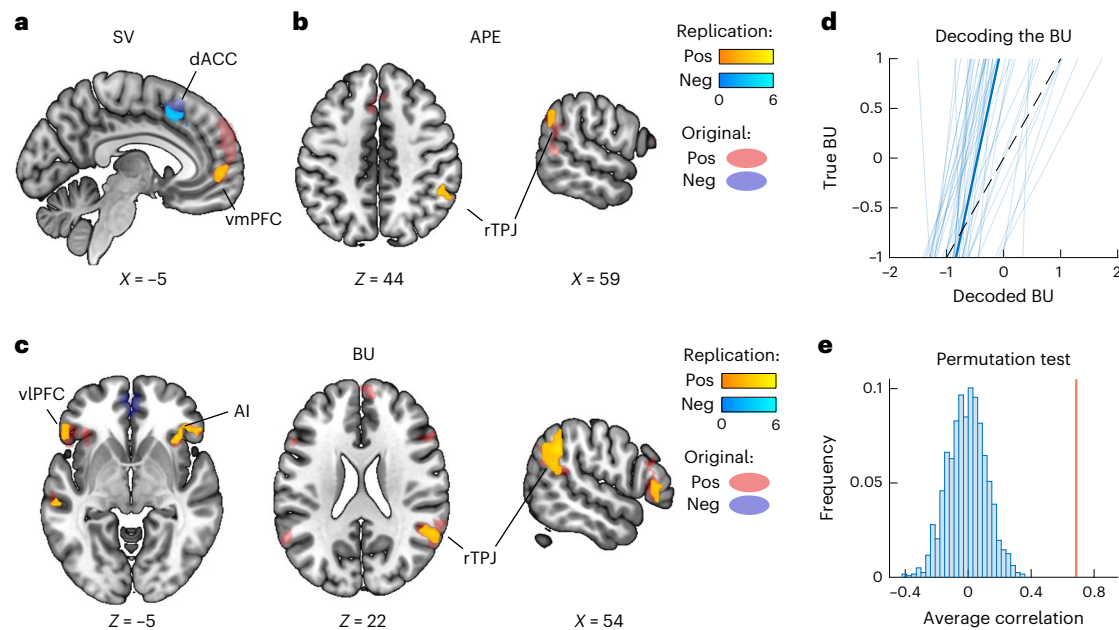 a
SV
dACC
vmPFC
X = –5
b
APE
rTPJ
Z = 44
X = 59
Replication:
Pos
Neg
0
6
Original:
Pos
Neg
c
BU
vlPFC
AI
rTPJ
Z = –5
Z = 22
X = 54
Replication:
Pos
Neg
0
6
Original:
Pos
Neg
d
Decoding the BU
True BU
1
0.5
0
–0.5
–1
–2
–1
0
1
2
Decoded BU
e
Permutation test
Frequency
0.1
0.05
0
–0.4
0
0.4
0.8
Average correlation